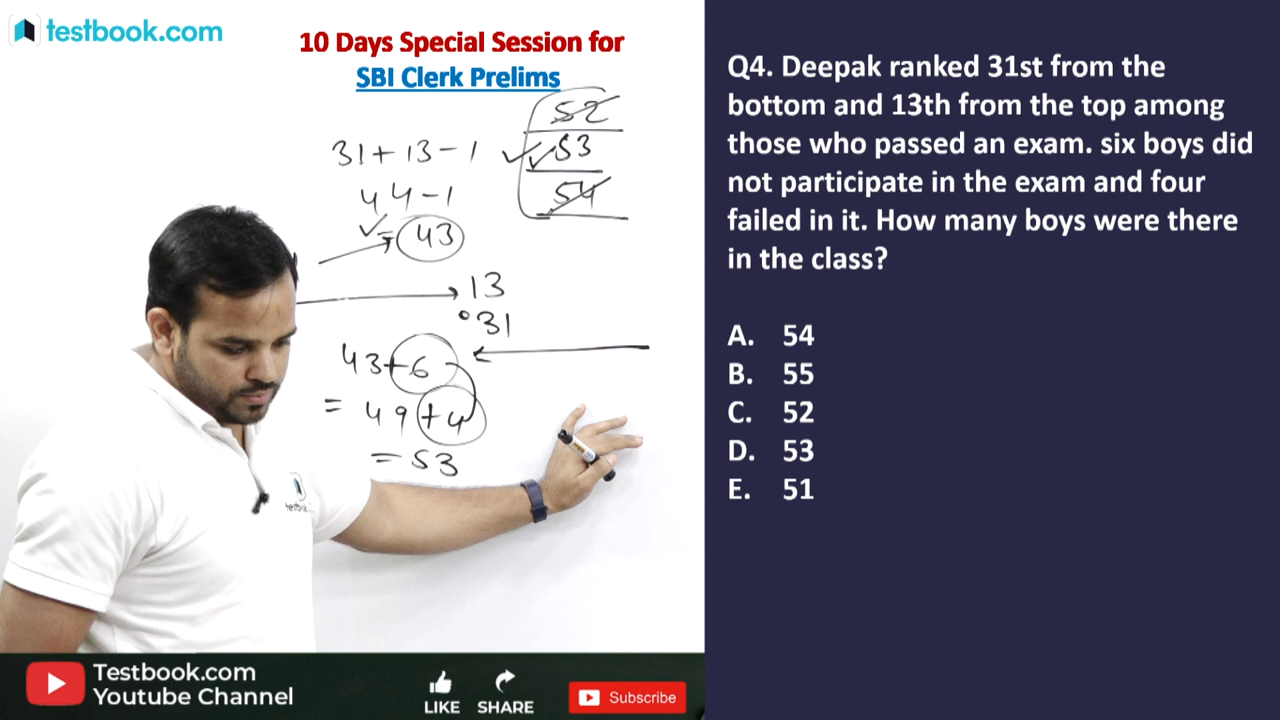 testbook.com
10 Days Special Session for
SBI Clerk Prelims
52
31+13-1
53
44-1
54
= 43
13
31
43+6
= 49+4
= 53
testbook
Q4. Deepak ranked 31st from the
bottom and 13th from the top among
those who passed an exam. six boys did
not participate in the exam and four
failed in it. How many boys were there
in the class?
A. 54
B. 55
C. 52
D. 53
E. 51
Testbook.com
Youtube Channel
LIKE
SHARE
Subscribe